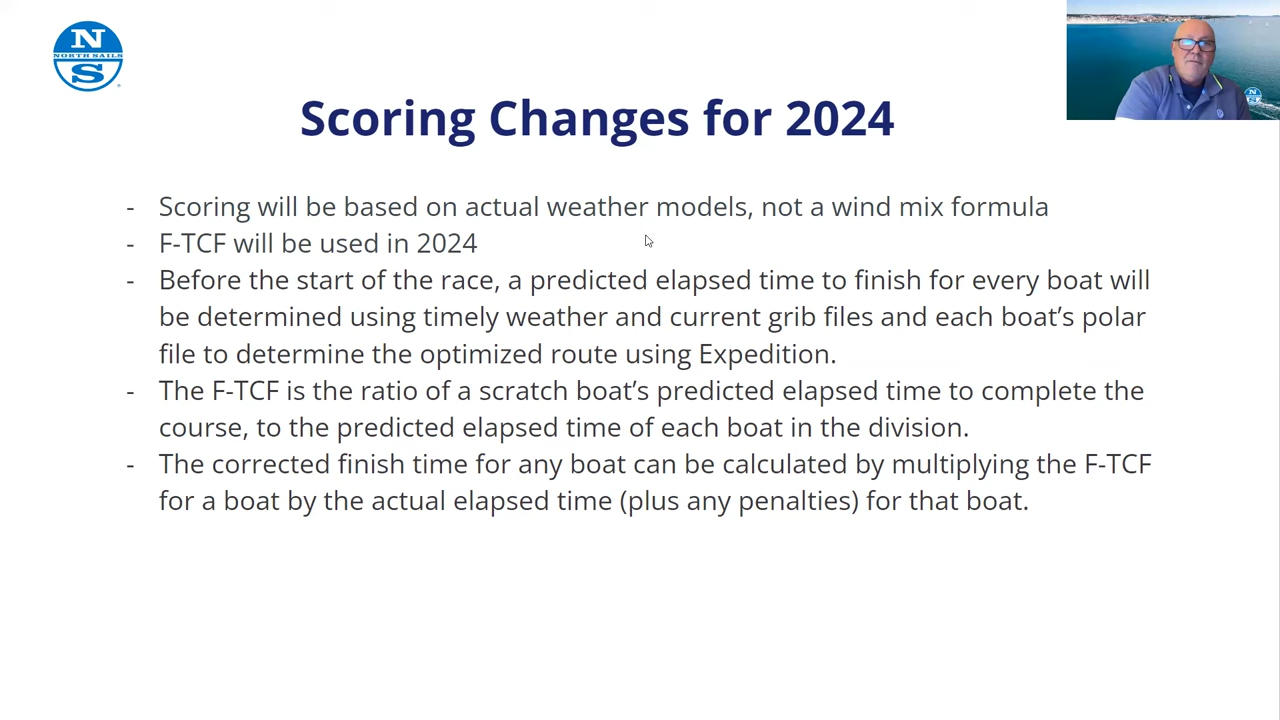 N
NORTH SAILS
S
Scoring Changes for 2024
- Scoring will be based on actual weather models, not a wind mix formula
- F-TCF will be used in 2024
- Before the start of the race, a predicted elapsed time to finish for every boat will
be determined using timely weather and current grib files and each boat’s polar
file to determine the optimized route using Expedition.
- The F-TCF is the ratio of a scratch boat’s predicted elapsed time to complete the
course, to the predicted elapsed time of each boat in the division.
- The corrected finish time for any boat can be calculated by multiplying the F-TCF
for a boat by the actual elapsed time (plus any penalties) for that boat.
N
S